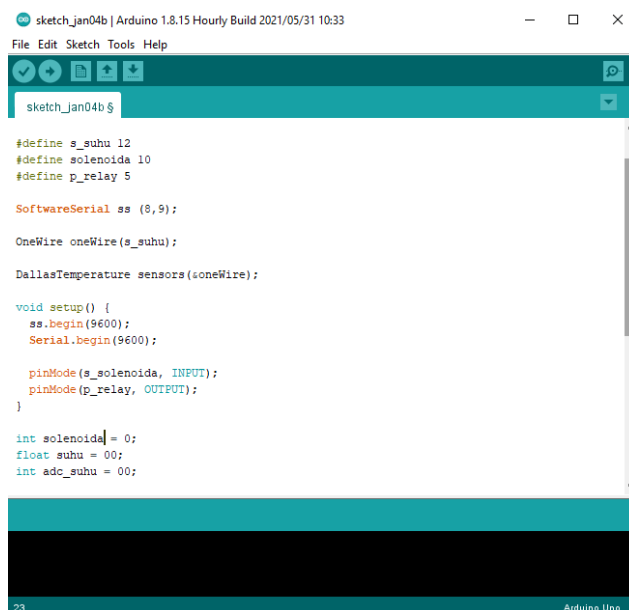 sketch_jan04b | Arduino 1.8.15 Hourly Build 2021/05/31 10:33
File Edit Sketch Tools Help
sketch_jan04b §
#define s_suhu 12
#define solenoida 10
#define p_relay 5
SoftwareSerial ss (8,9);
OneWire oneWire(s_suhu);
DallasTemperature sensors(&oneWire);
void setup() {
ss.begin(9600);
Serial.begin(9600);
pinMode(s_solenoida, INPUT);
pinMode(p_relay, OUTPUT);
}
int solenoida = 0;
float suhu = 00;
int adc_suhu = 00;
23 Arduino Uno